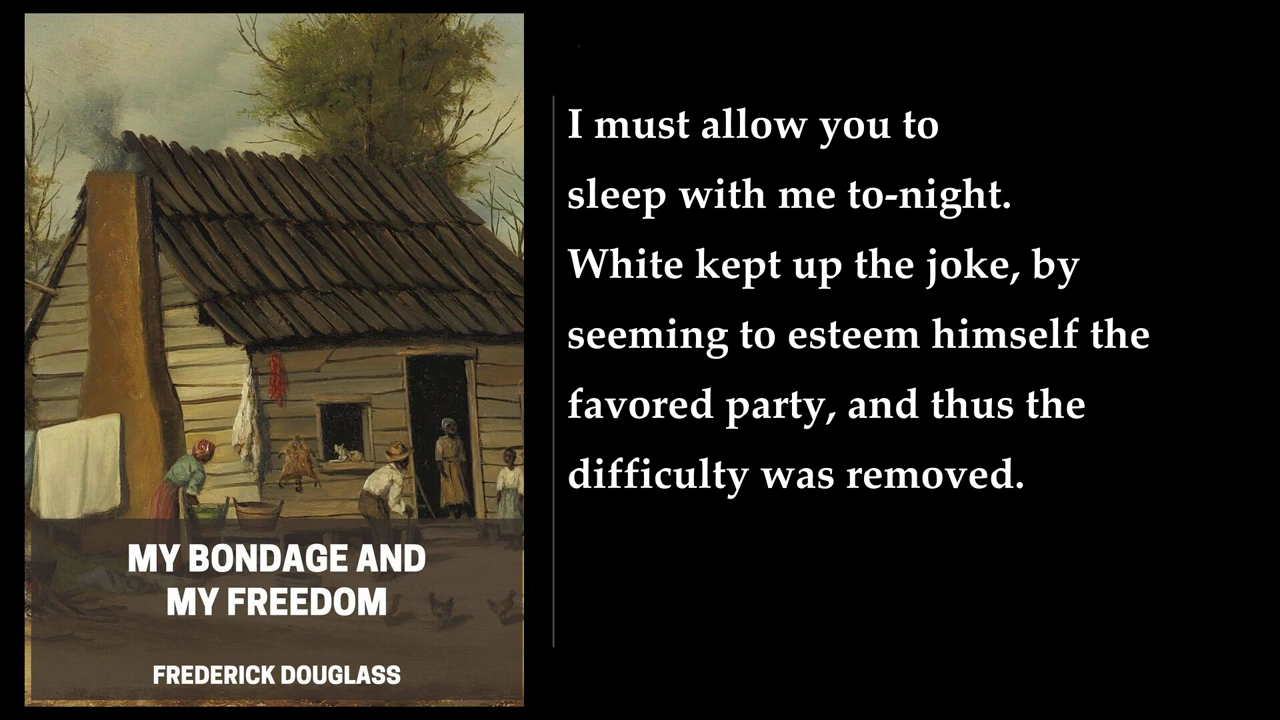 MY BONDAGE AND
MY FREEDOM
FREDERICK DOUGLASS
I must allow you to
sleep with me to-night.
White kept up the joke, by
seeming to esteem himself the
favored party, and thus the
difficulty was removed.